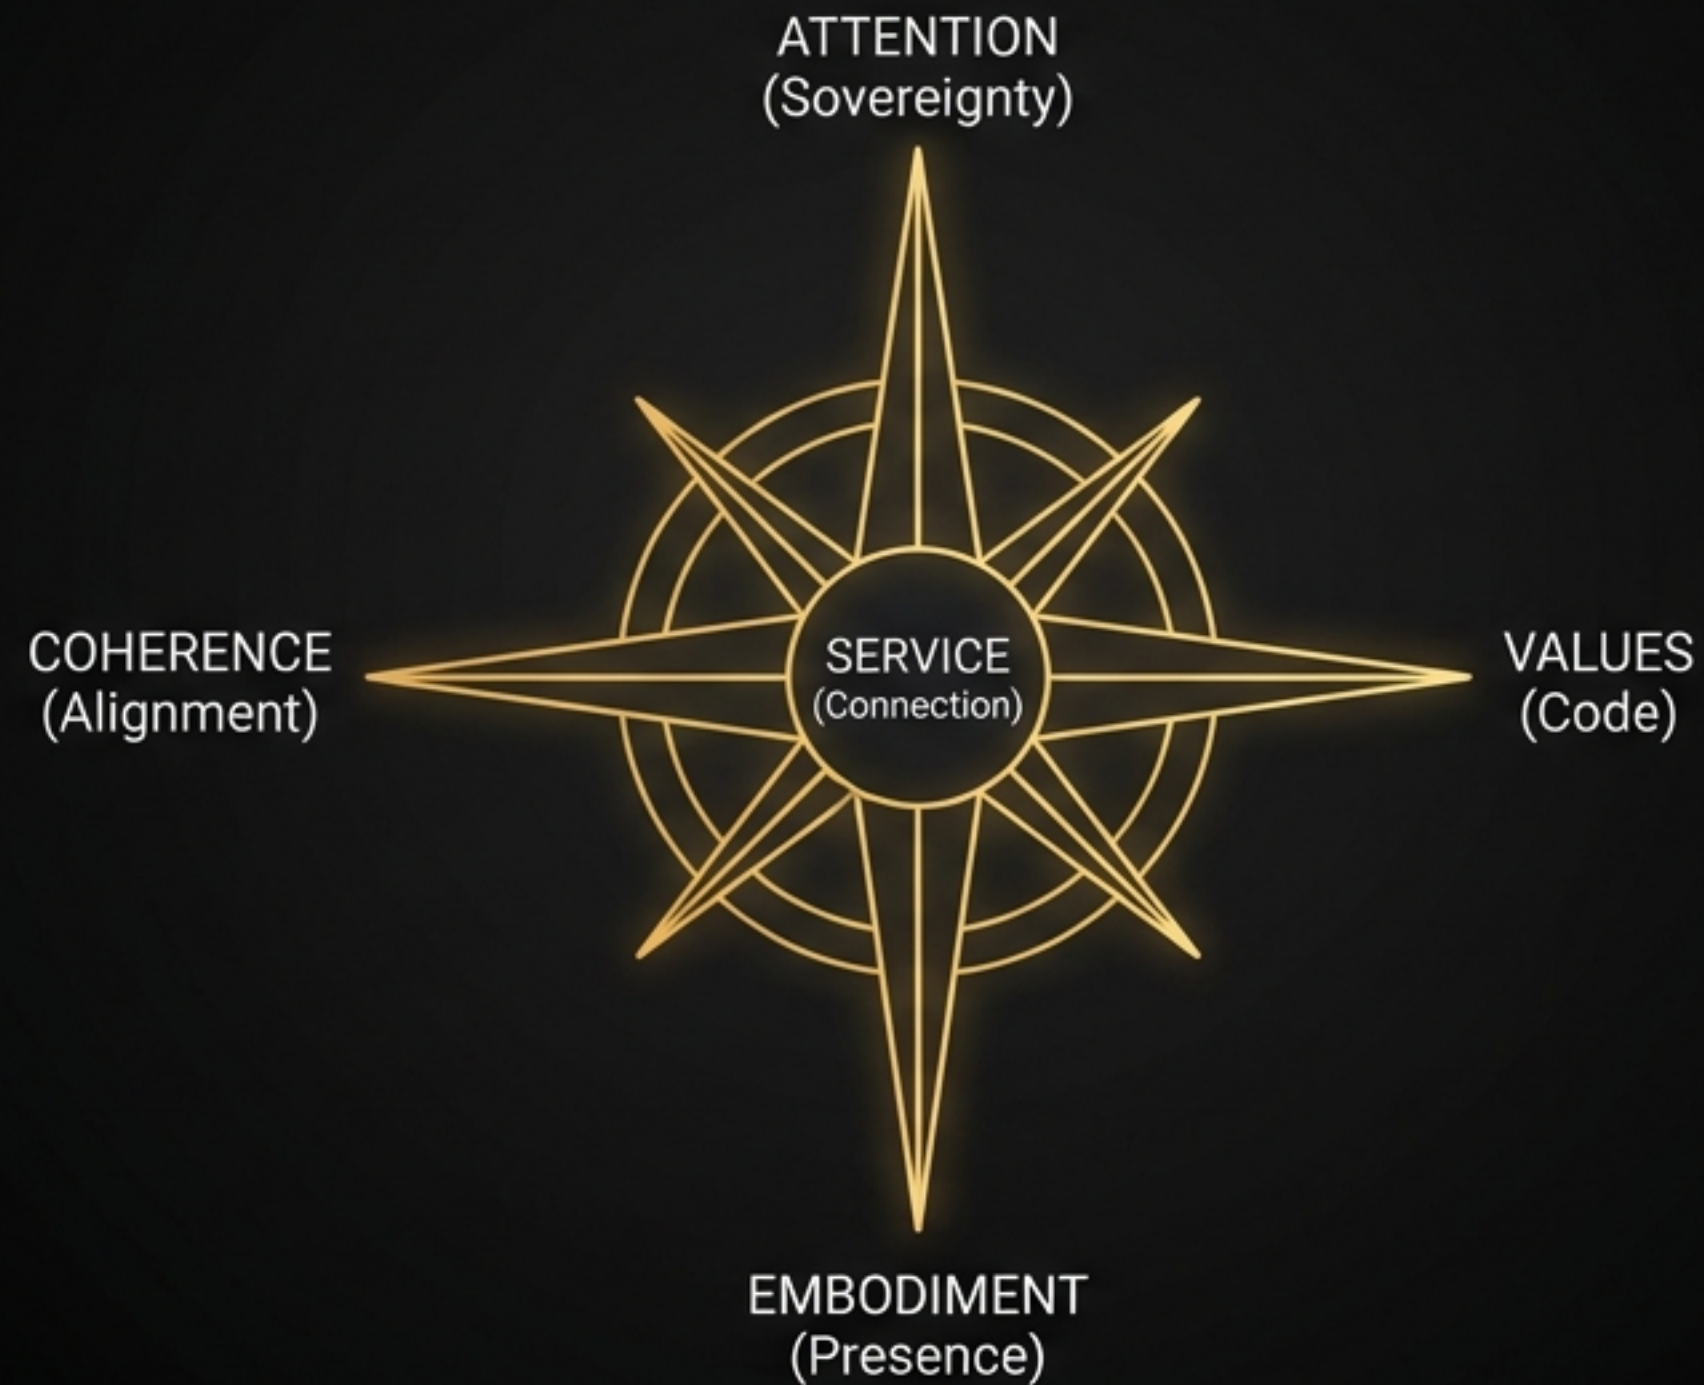 ATTENTION
(Sovereignty)
COHERENCE
(Alignment)
SERVICE
(Connection)
VALUES
(Code)
EMBODIMENT
(Presence)